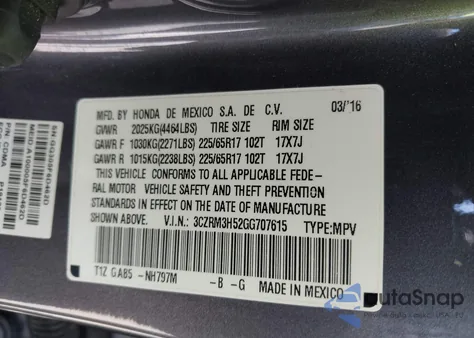 MFD. BY HONDA DE MEXICO S.A. DE C.V. 03/'16
GVWR 2025KG(4464LBS) TIRE SIZE RIM SIZE
GAWR F 1030KG(2271LBS) 225/65R17 102T 17X7J
GAWR R 1015KG(2238LBS) 225/65R17 102T 17X7J
THIS VEHICLE CONFORMS TO ALL APPLICABLE FEDE-
RAL MOTOR VEHICLE SAFETY AND THEFT PREVENTION
STANDARDS IN EFFECT ON THE DATE OF MANUFACTURE
SHOWN ABOVE. V.I.N.: 3CZRM3H52GG707615 TYPE:MPV
T1Z GAB5 -NH797M -B -G MADE IN MEXICO
P/N: CDMA
AutoSnap